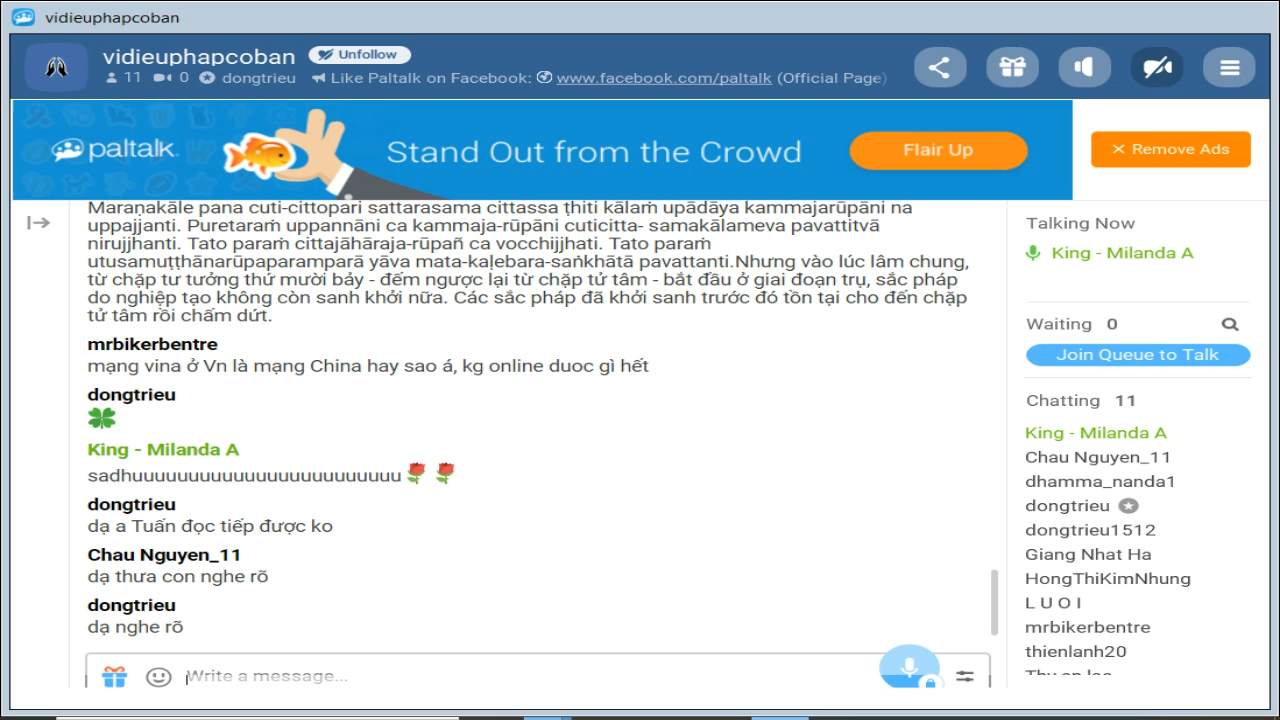 vidieuphapcoban
vidieuphapcoban Unfollow
11 0 dongtrieu Like Paltalk on Facebook: www.facebook.com/paltalk (Official Page)
paltalk Stand Out from the Crowd Flair Up
× Remove Ads
Maraṇakāle pana cuti-cittopari sattarasama cittassa ṭhiti kālaṁ upādāya kammajarūpāni na
uppajjanti. Puretaraṁ uppannāni ca kammaja-rūpāni cuticitta- samakālameva pavattitvā
nirujjhanti. Tato paraṁ cittajāhāraja-rūpañ ca vocchijjhati. Tato paraṁ
utusamuṭṭhānarūpaparamparā yāva mata-kaḷebara-saṅkhātā pavattanti.Nhưng vào lúc lâm chung,
từ chặp tư tưởng thứ mười bảy - đếm ngược lại từ chặp tử tâm - bắt đầu ở giai đoạn trụ, sắc pháp
do nghiệp tạo không còn sanh khởi nữa. Các sắc pháp đã khởi sanh trước đó tồn tại cho đến chặp
tử tâm rồi chấm dứt.
mrbikerbentre
mạng vina ở Vn là mạng China hay sao á, kg online duoc gì hết
dongtrieu
King - Milanda A
sadhuuuuuuuuuuuuuuuuuuuuuuuu
dongtrieu
dạ a Tuấn đọc tiếp được ko
Chau Nguyen_11
dạ thưa con nghe rõ
dongtrieu
dạ nghe rõ
Write a message...
Talking Now
King - Milanda A
Waiting 0
Join Queue to Talk
Chatting 11
King - Milanda A
Chau Nguyen_11
dhamma_nanda1
dongtrieu
dongtrieu1512
Giang Nhat Ha
HongThiKimNhung
L U O I
mrbikerbentre
thienlanh20